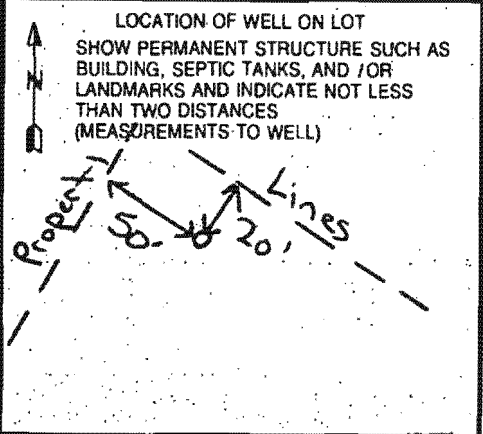 LOCATION OF WELL ON LOT
SHOW PERMANENT STRUCTURE SUCH AS
BUILDING, SEPTIC TANKS, AND / OR
LANDMARKS AND INDICATE NOT LESS
THAN TWO DISTANCES
(MEASUREMENTS TO WELL)
N
Property Lines
50' 20'